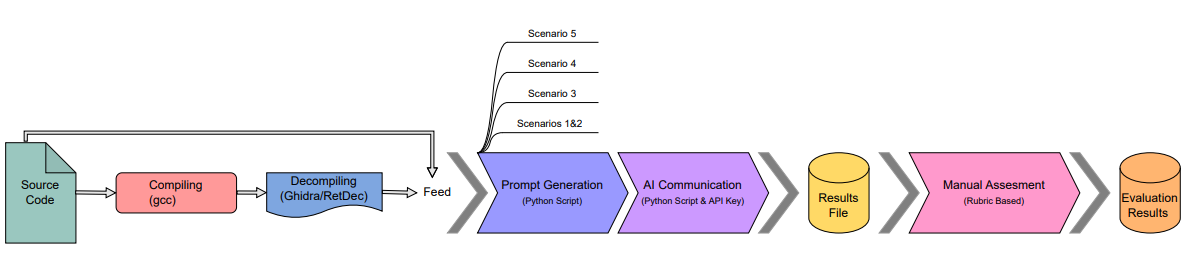 Scenario 5
Scenario 4
Scenario 3
Scenarios 1&2
Source
Code
Compiling
(gcc)
Decompiling
(Ghidra/RetDec)
Feed
Prompt Generation
(Python Script)
AI Communication
(Python Script & API Key)
Results
File
Manual Assesment
(Rubric Based)
Evaluation
Results